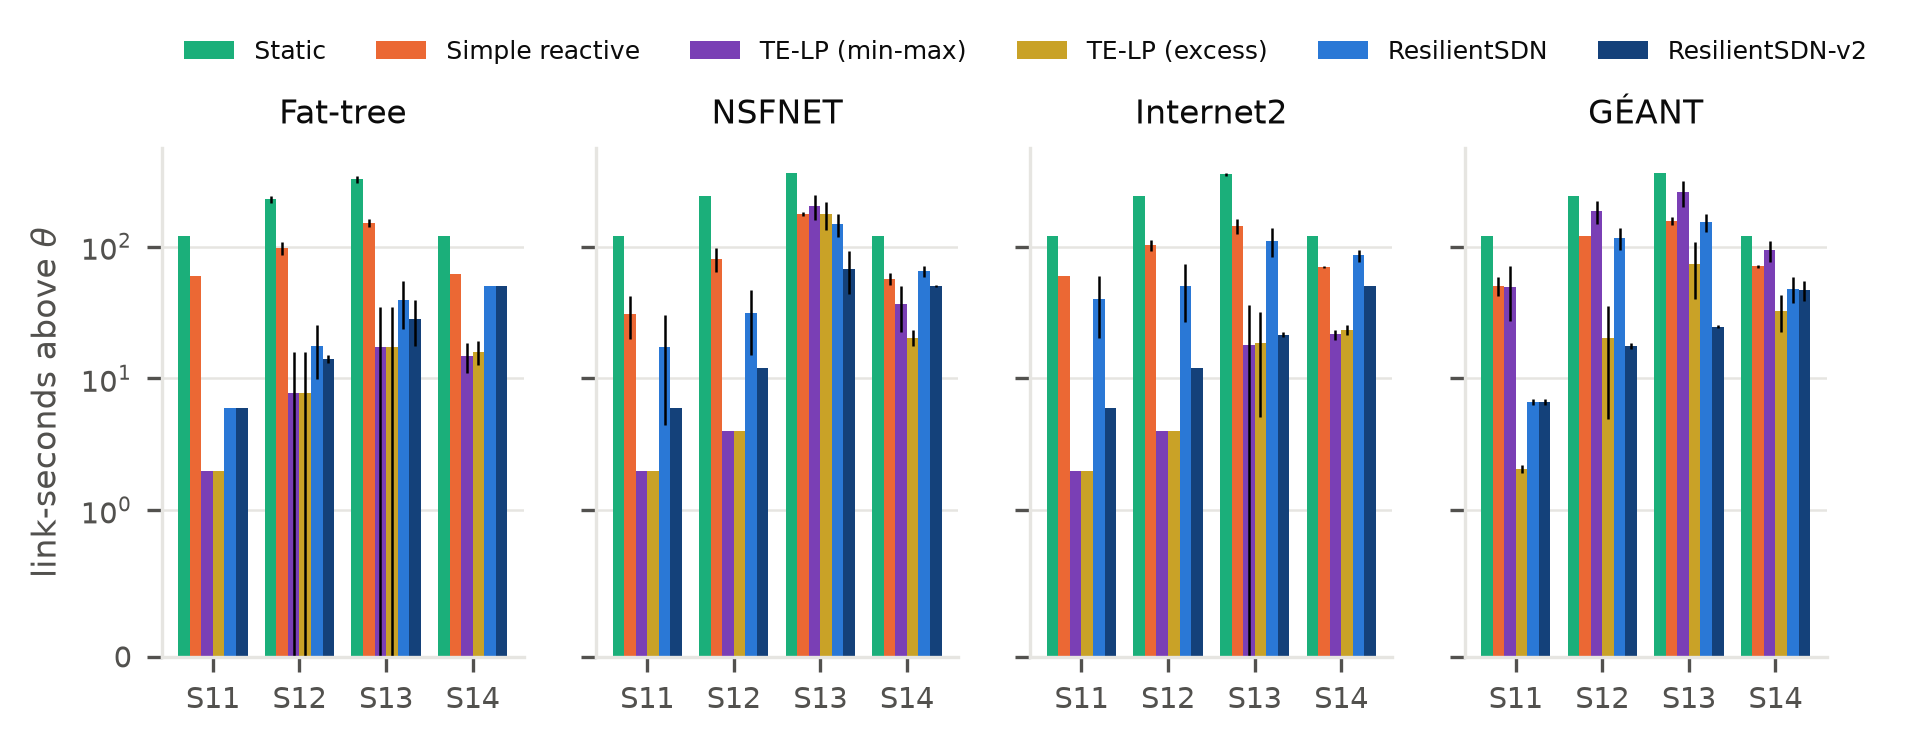 Static Simple reactive TE-LP (min-max) TE-LP (excess) ResilientSDN ResilientSDN-v2
Fat-tree NSFNET Internet2 GÉANT
link-seconds above θ
10²
10¹
10⁰
0
S11 S12 S13 S14 S11 S12 S13 S14 S11 S12 S13 S14 S11 S12 S13 S14